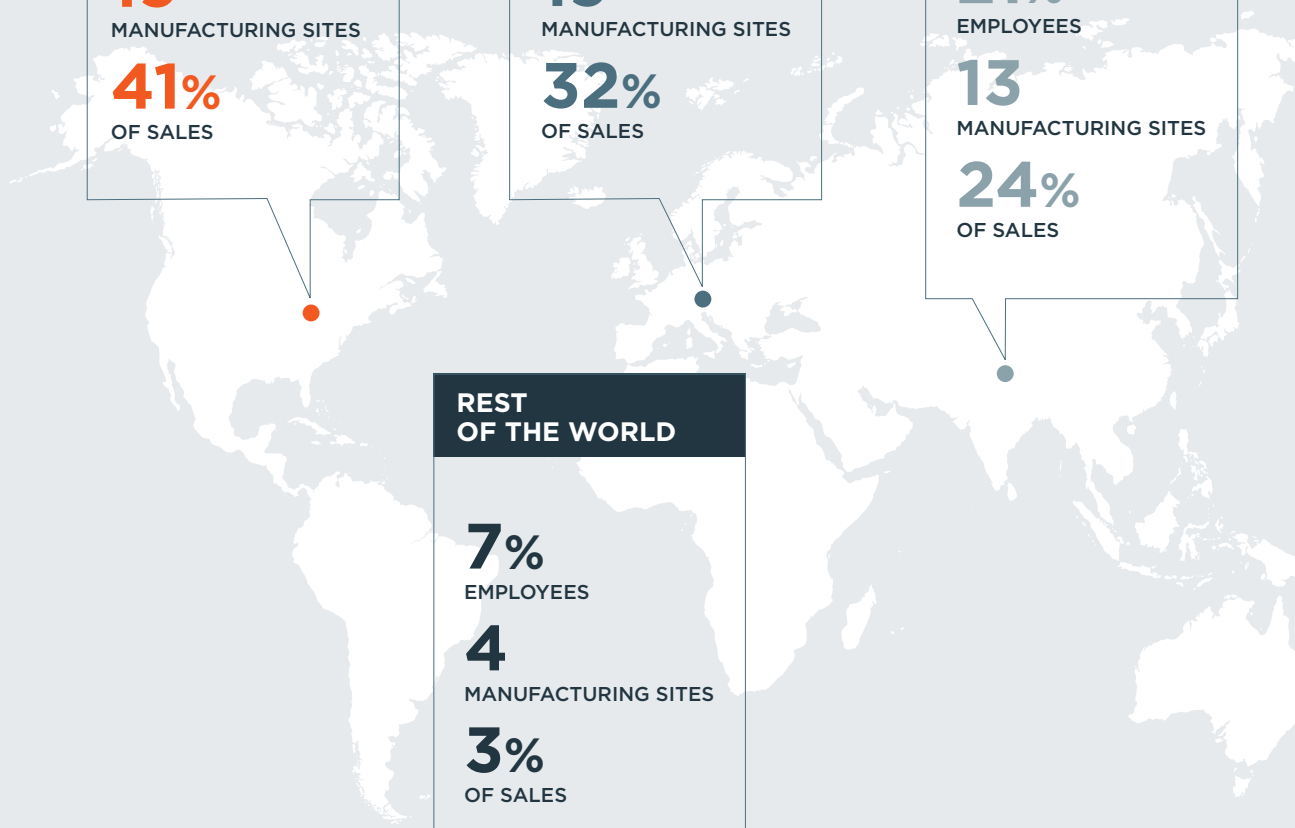 MANUFACTURING SITES
41%
OF SALES
MANUFACTURING SITES
32%
OF SALES
EMPLOYEES
13
MANUFACTURING SITES
24%
OF SALES
REST
OF THE WORLD
7%
EMPLOYEES
4
MANUFACTURING SITES
3%
OF SALES